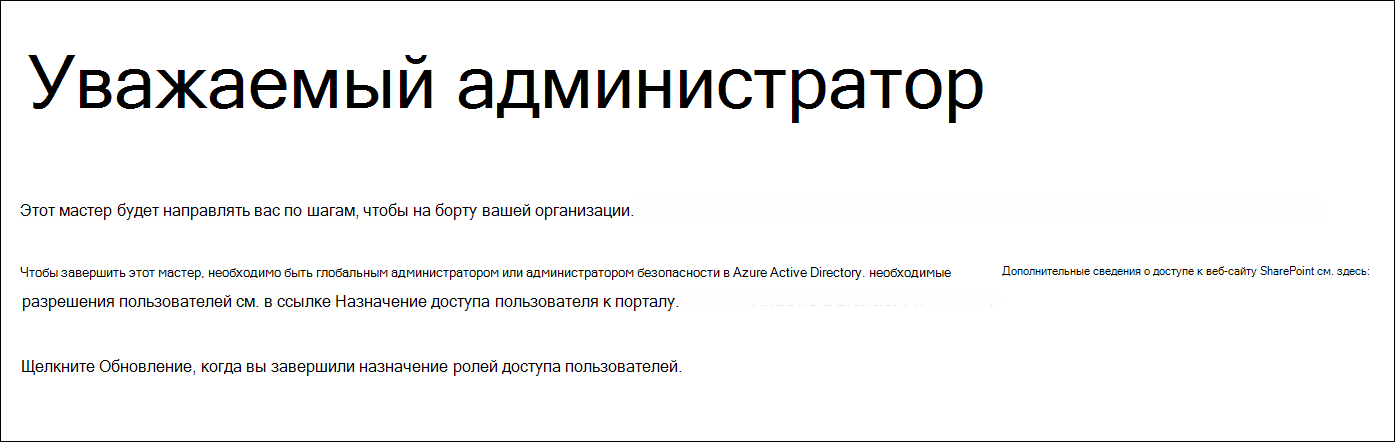 Уважаемый администратор
Этот мастер будет направлять вас по шагам, чтобы на борту вашей организации.
Чтобы завершить этот мастер, необходимо быть глобальным администратором или администратором безопасности в Azure Active Directory. необходимые
Дополнительные сведения о доступе к веб-сайту SharePoint см. здесь:
разрешения пользователей см. в ссылке Назначение доступа пользователя к порталу.
Щелкните Обновление, когда вы завершили назначение ролей доступа пользователей.